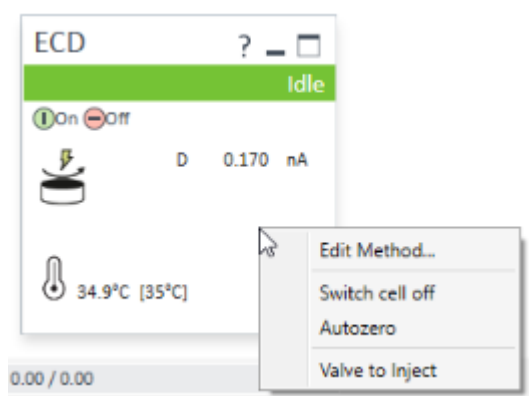 ECD ?
Idle
On Off
D 0.170 nA
34.9°C [35°C]
Edit Method...
Switch cell off
Autozero
Valve to Inject
0.00 / 0.00